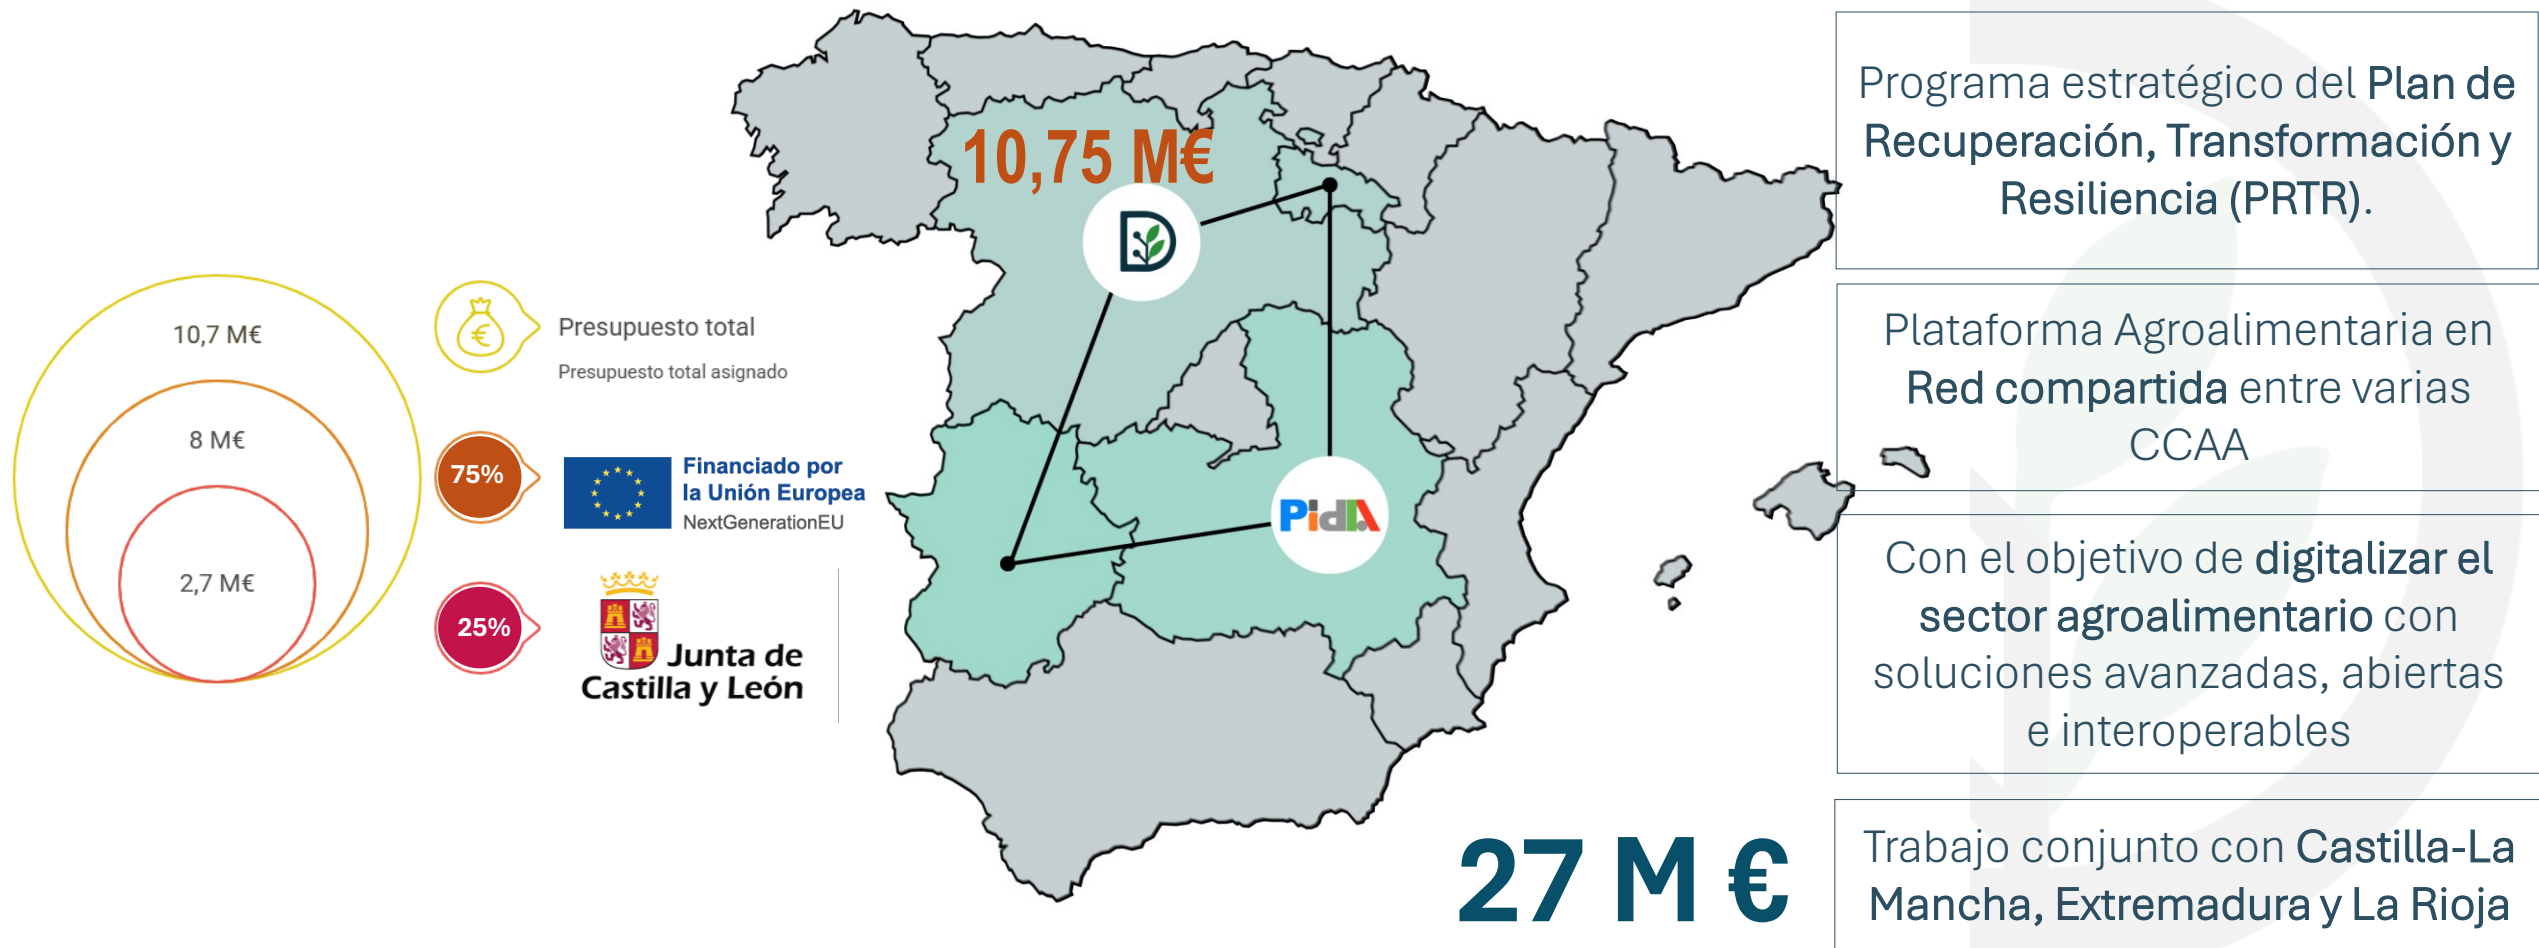 10,7 M€
8 M€
2,7 M€
Presupuesto total
Presupuesto total asignado
75%
Financiado por
la Unión Europea
NextGenerationEU
25%
Junta de
Castilla y León
10,75 M€
PidA
27 M €
Programa estratégico del Plan de
Recuperación, Transformación y
Resiliencia (PRTR).
Plataforma Agroalimentaria en
Red compartida entre varias
CCAA
Con el objetivo de digitalizar el
sector agroalimentario con
soluciones avanzadas, abiertas
e interoperables
Trabajo conjunto con Castilla-La
Mancha, Extremadura y La Rioja